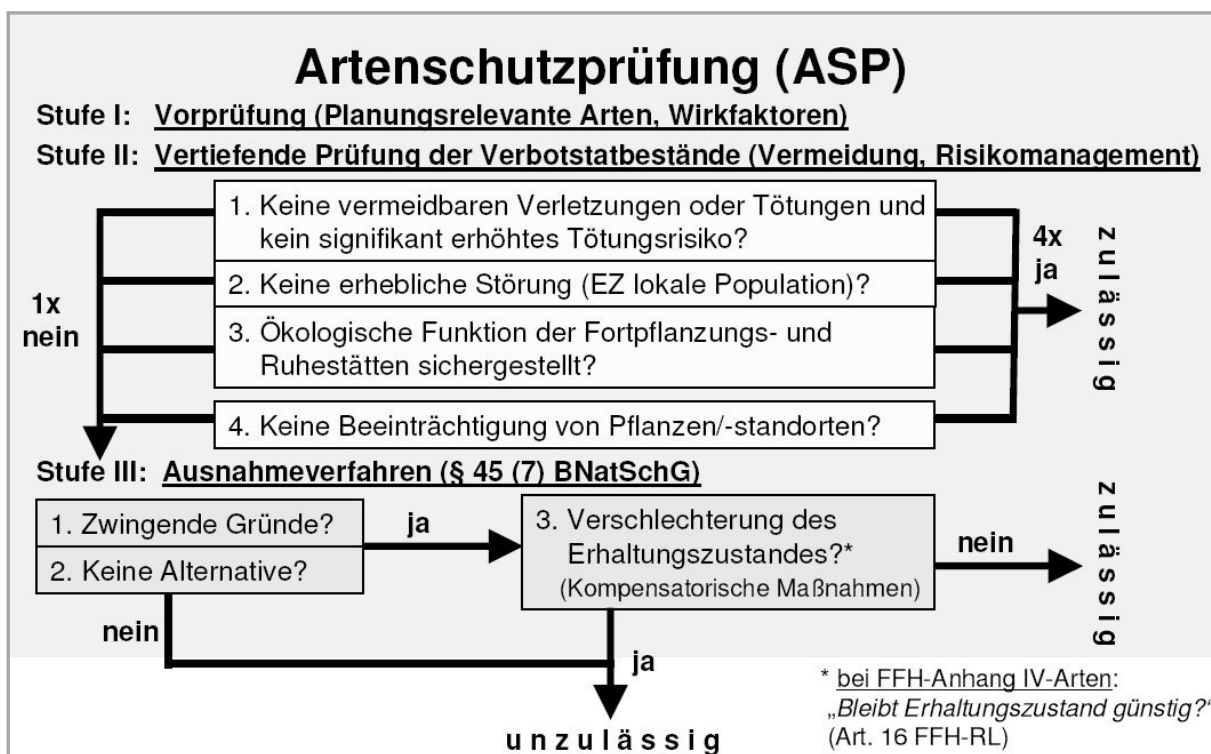 Artenschutzprüfung (ASP)
Stufe I: Vorprüfung (Planungsrelevante Arten, Wirkfaktoren)
Stufe II: Vertiefende Prüfung der Verbotstatbestände (Vermeidung, Risikomanagement)
1. Keine vermeidbaren Verletzungen oder Tötungen und
kein signifikant erhöhtes Tötungsrisiko?
2. Keine erhebliche Störung (EZ lokale Population)?
3. Ökologische Funktion der Fortpflanzungs- und
Ruhestätten sichergestellt?
4. Keine Beeinträchtigung von Pflanzen/-standorten?
1x
nein
4x
ja
zulässig
Stufe III: Ausnahmeverfahren (§ 45 (7) BNatSchG)
1. Zwingende Gründe?
2. Keine Alternative?
ja
3. Verschlechterung des
Erhaltungszustandes?*
(Kompensatorische Maßnahmen)
nein
zulässig
nein
ja
unzulässig
* bei FFH-Anhang IV-Arten:
„Bleibt Erhaltungszustand günstig?“
(Art. 16 FFH-RL)